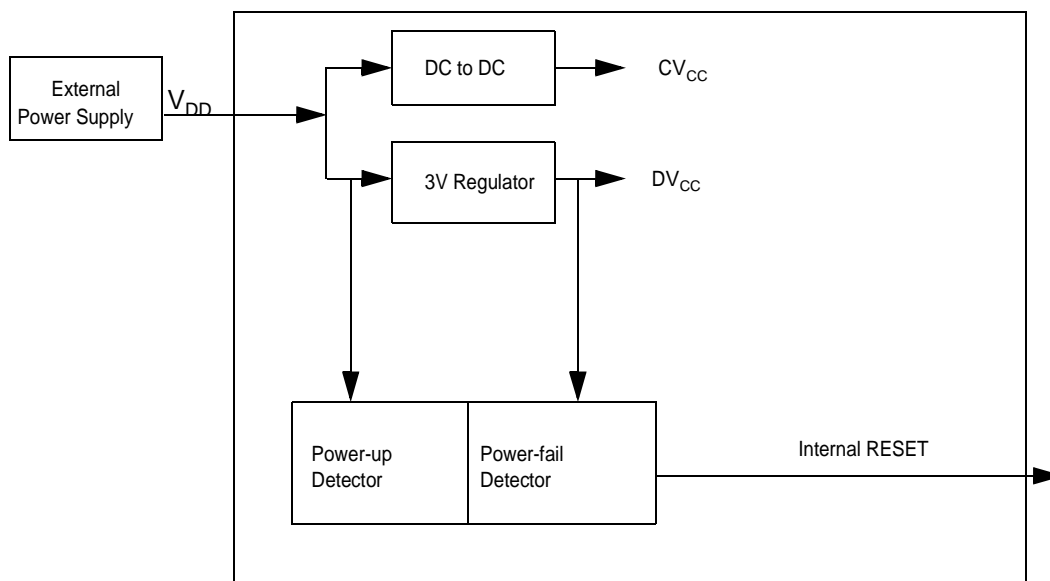 External
Power Supply
VDD
DC to DC
CVCC
3V Regulator
DVCC
Power-up
Detector
Power-fail
Detector
Internal RESET